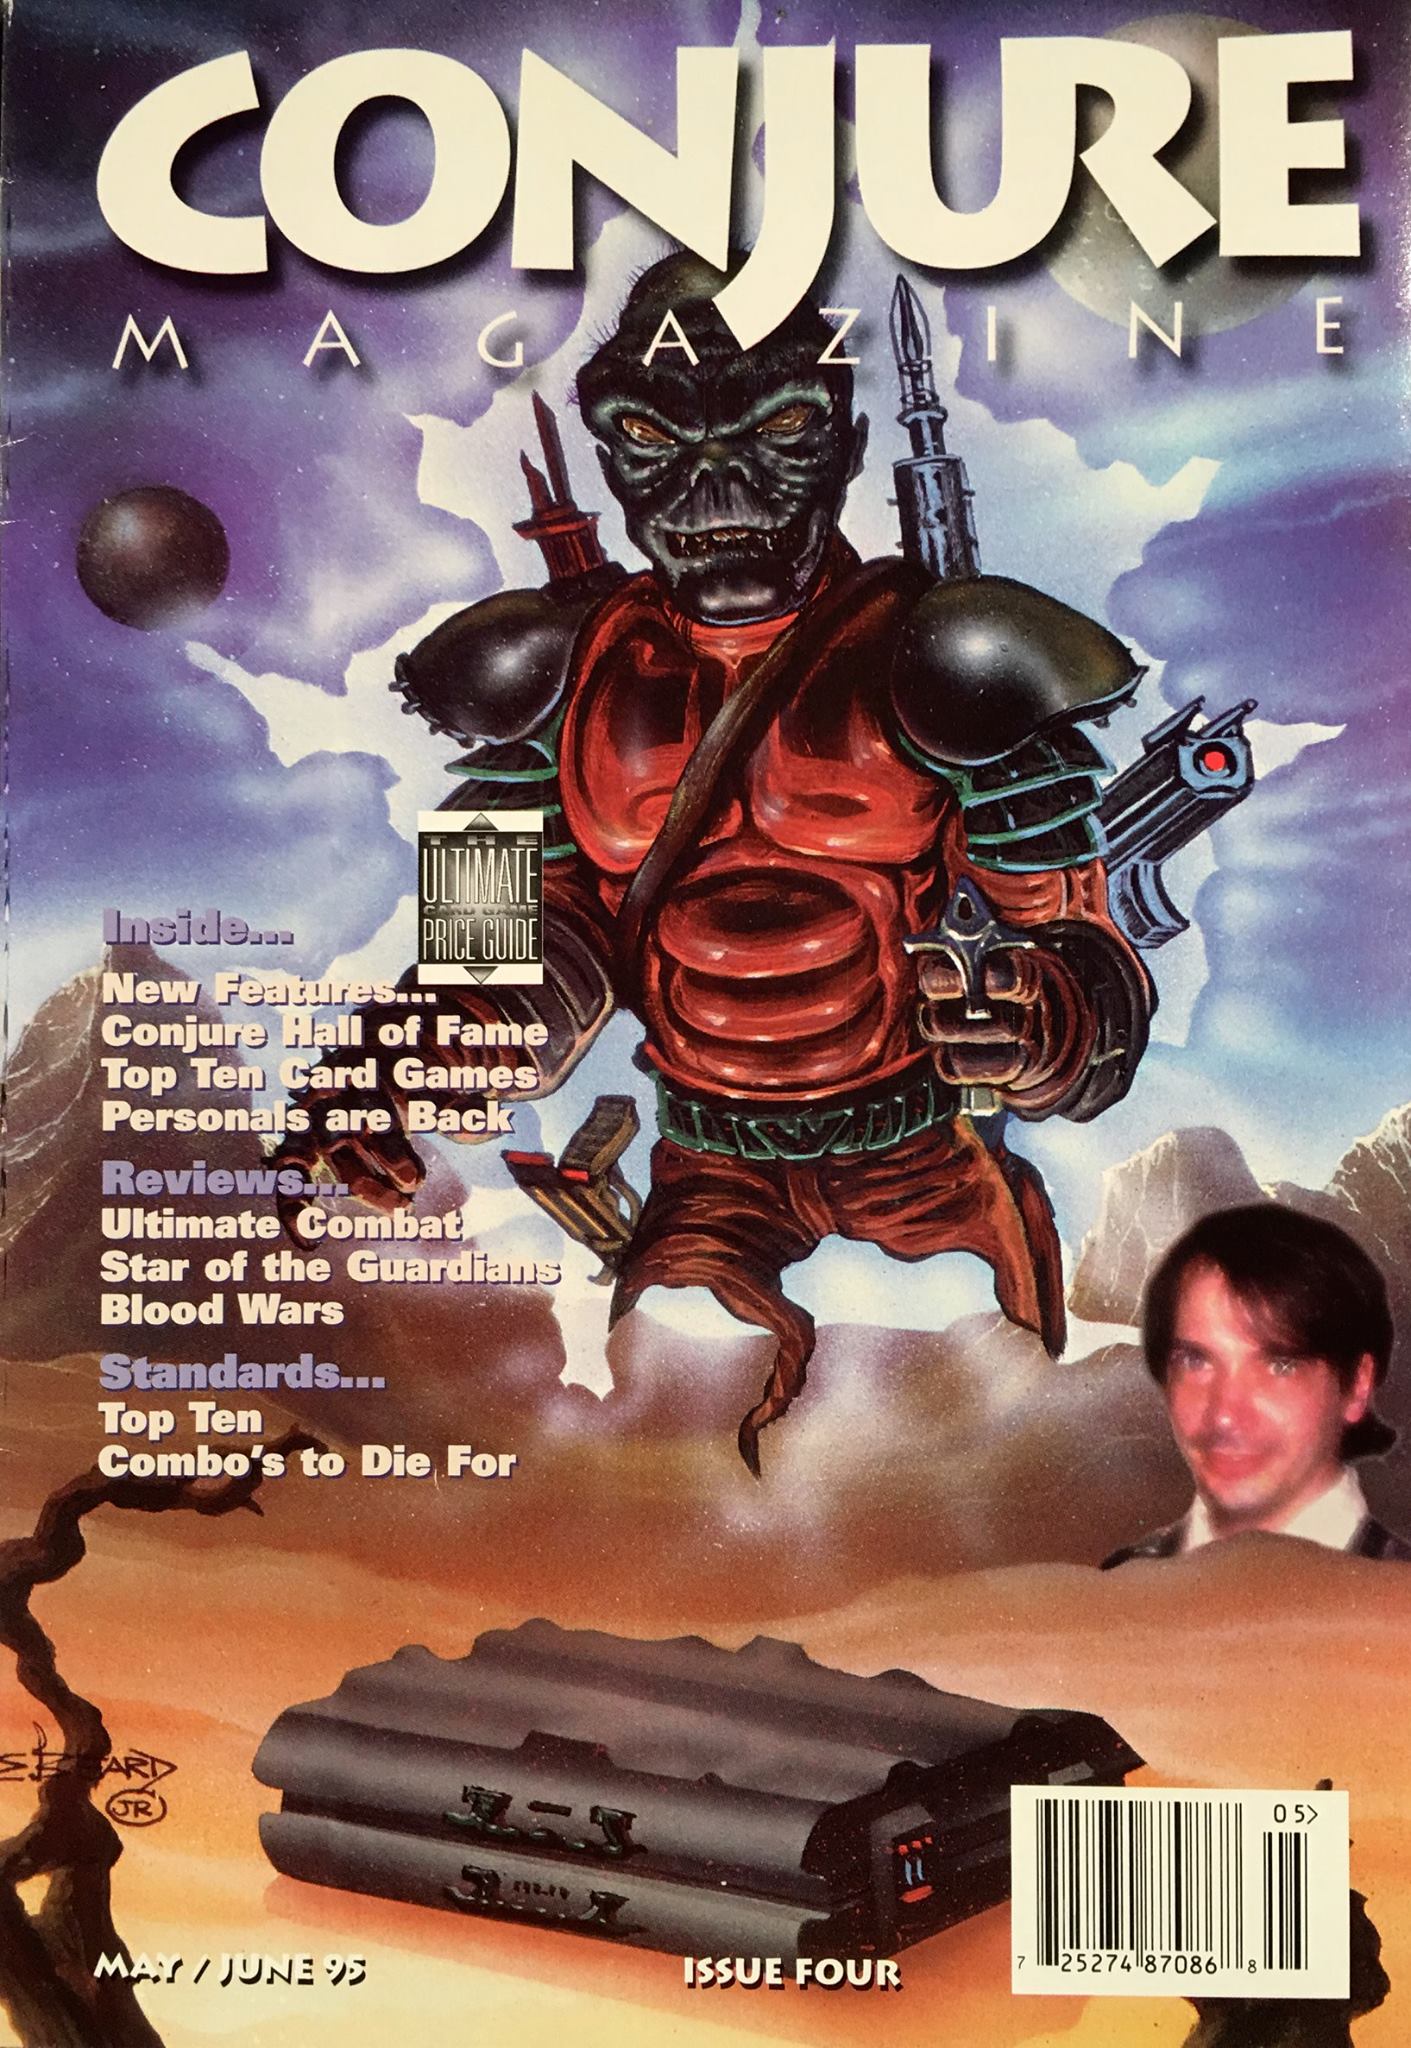 CONJURE
MAGAZINE
THE
ULTIMATE
CARD GAME
PRICE GUIDE
Inside...
New Features...
Conjure Hall of Fame
Top Ten Card Games
Personals are Back
Reviews...
Ultimate Combat
Star of the Guardians
Blood Wars
Standards...
Top Ten
Combo's to Die For
JR
MAY / JUNE 95
ISSUE FOUR
05>
7 25274 87086 8